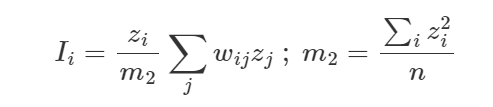 I_i = \frac{z_i}{m_2} \sum_j w_{ij} z_j ; m_2 = \frac{\sum_i z_i^2}{n}